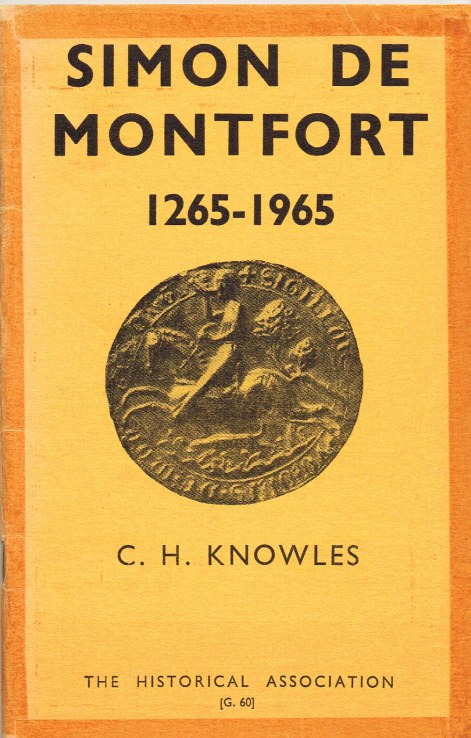 SIMON DE
MONTFORT
1265-1965
C. H. KNOWLES
THE HISTORICAL ASSOCIATION
[G. 60]